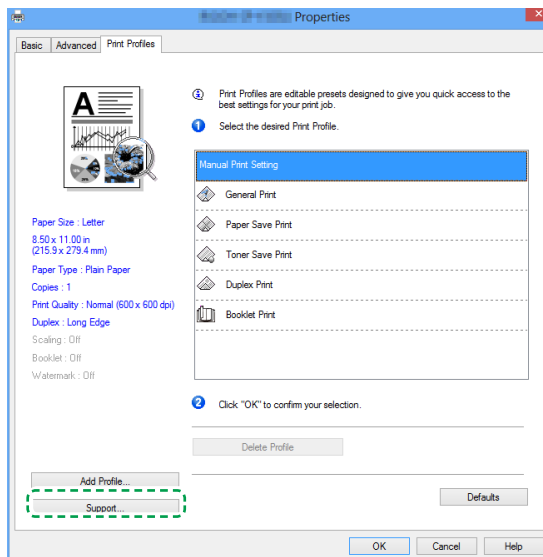 Properties
Basic
Advanced
Print Profiles
A
Print Profiles are editable presets designed to give you quick access to the
best settings for your print job.
1
Select the desired Print Profile.
Manual Print Setting
General Print
Paper Save Print
Toner Save Print
Duplex Print
Booklet Print
Paper Size : Letter
8.50 x 11.00 in
(215.9 x 279.4 mm)
Paper Type : Plain Paper
Copies : 1
Print Quality : Normal (600 x 600 dpi)
Duplex : Long Edge
Scaling : Off
Booklet : Off
Watermark : Off
2
Click "OK" to confirm your selection.
Delete Profile
Add Profile...
Support...
Defaults
OK
Cancel
Help